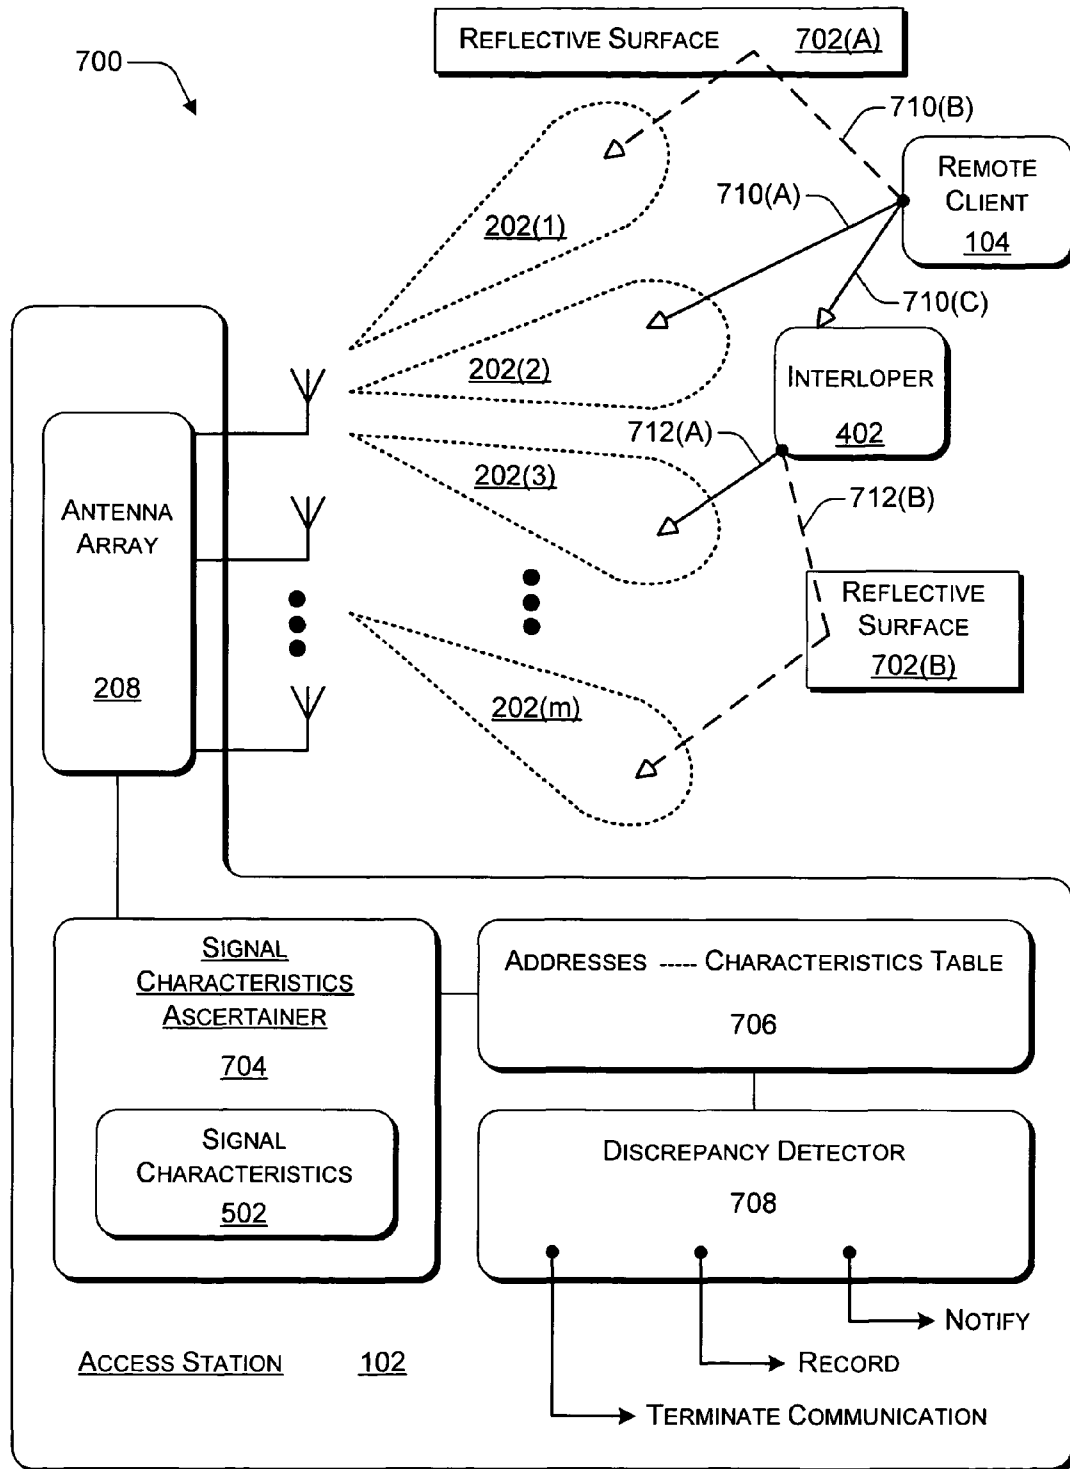 REFLECTIVE SURFACE 702(A)
700
710(B)
REMOTE
CLIENT
104
710(A)
202(1)
710(C)
202(2)
INTERLOPER
402
712(A)
202(3)
712(B)
ANTENNA
ARRAY
208
REFLECTIVE
SURFACE
702(B)
202(m)
SIGNAL
CHARACTERISTICS
ASCERTAINER
704
SIGNAL
CHARACTERISTICS
502
ADDRESSES ----- CHARACTERISTICS TABLE
706
DISCREPANCY DETECTOR
708
NOTIFY
RECORD
TERMINATE COMMUNICATION
ACCESS STATION 102